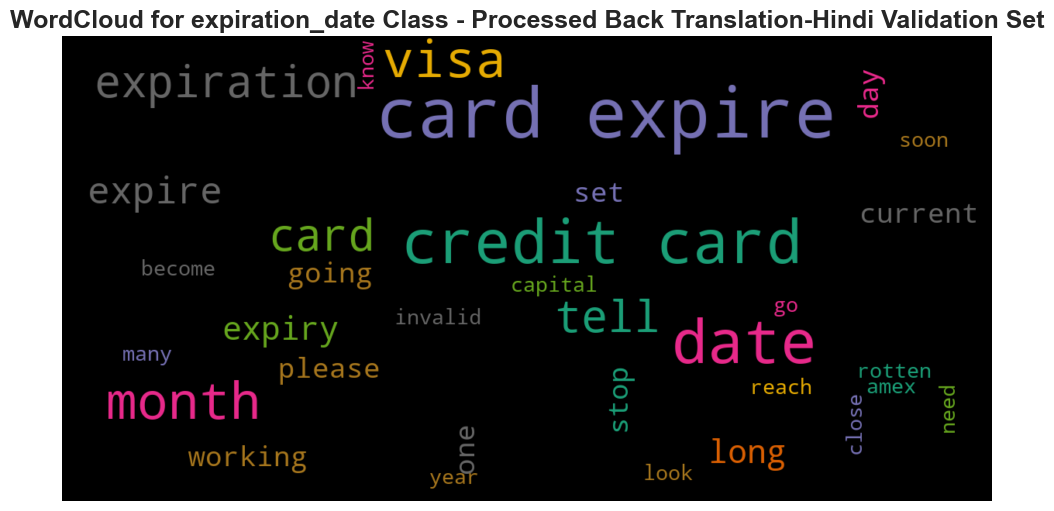 WordCloud for expiration_date Class - Processed Back Translation-Hindi Validation Set
know
visa
expiration
card expire
day
soon
expire
set
current
card
credit card
become
going
capital
invalid
tell
go
expiry
date
many
please
rotten
reach
amex
month
stop
close
need
working
one
long
year
look